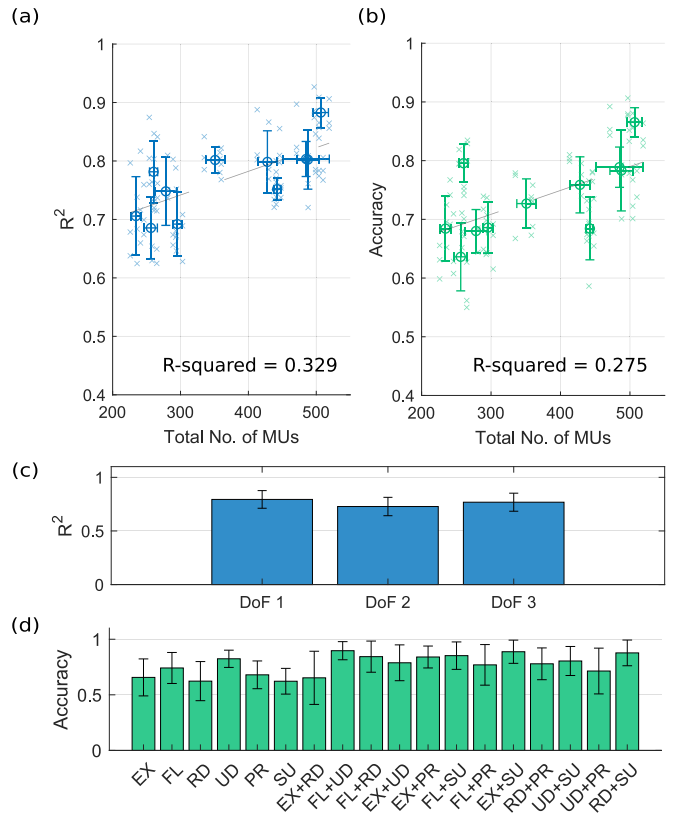 (a)
(b)
1
0.9
0.8
0.7
0.6
0.5
0.4
R²
R-squared = 0.329
200
300
400
500
Total No. of MUs
1
0.9
0.8
0.7
0.6
0.5
0.4
Accuracy
R-squared = 0.275
200
300
400
500
Total No. of MUs
(c)
1
0.5
0
R²
DoF 1
DoF 2
DoF 3
(d)
1
0.5
0
Accuracy
EX
FL
RD
UD
PR
SU
EX+RD
FL+UD
FL+RD
EX+UD
EX+PR
FL+SU
FL+PR
EX+SU
RD+PR
UD+SU
UD+PR
RD+SU